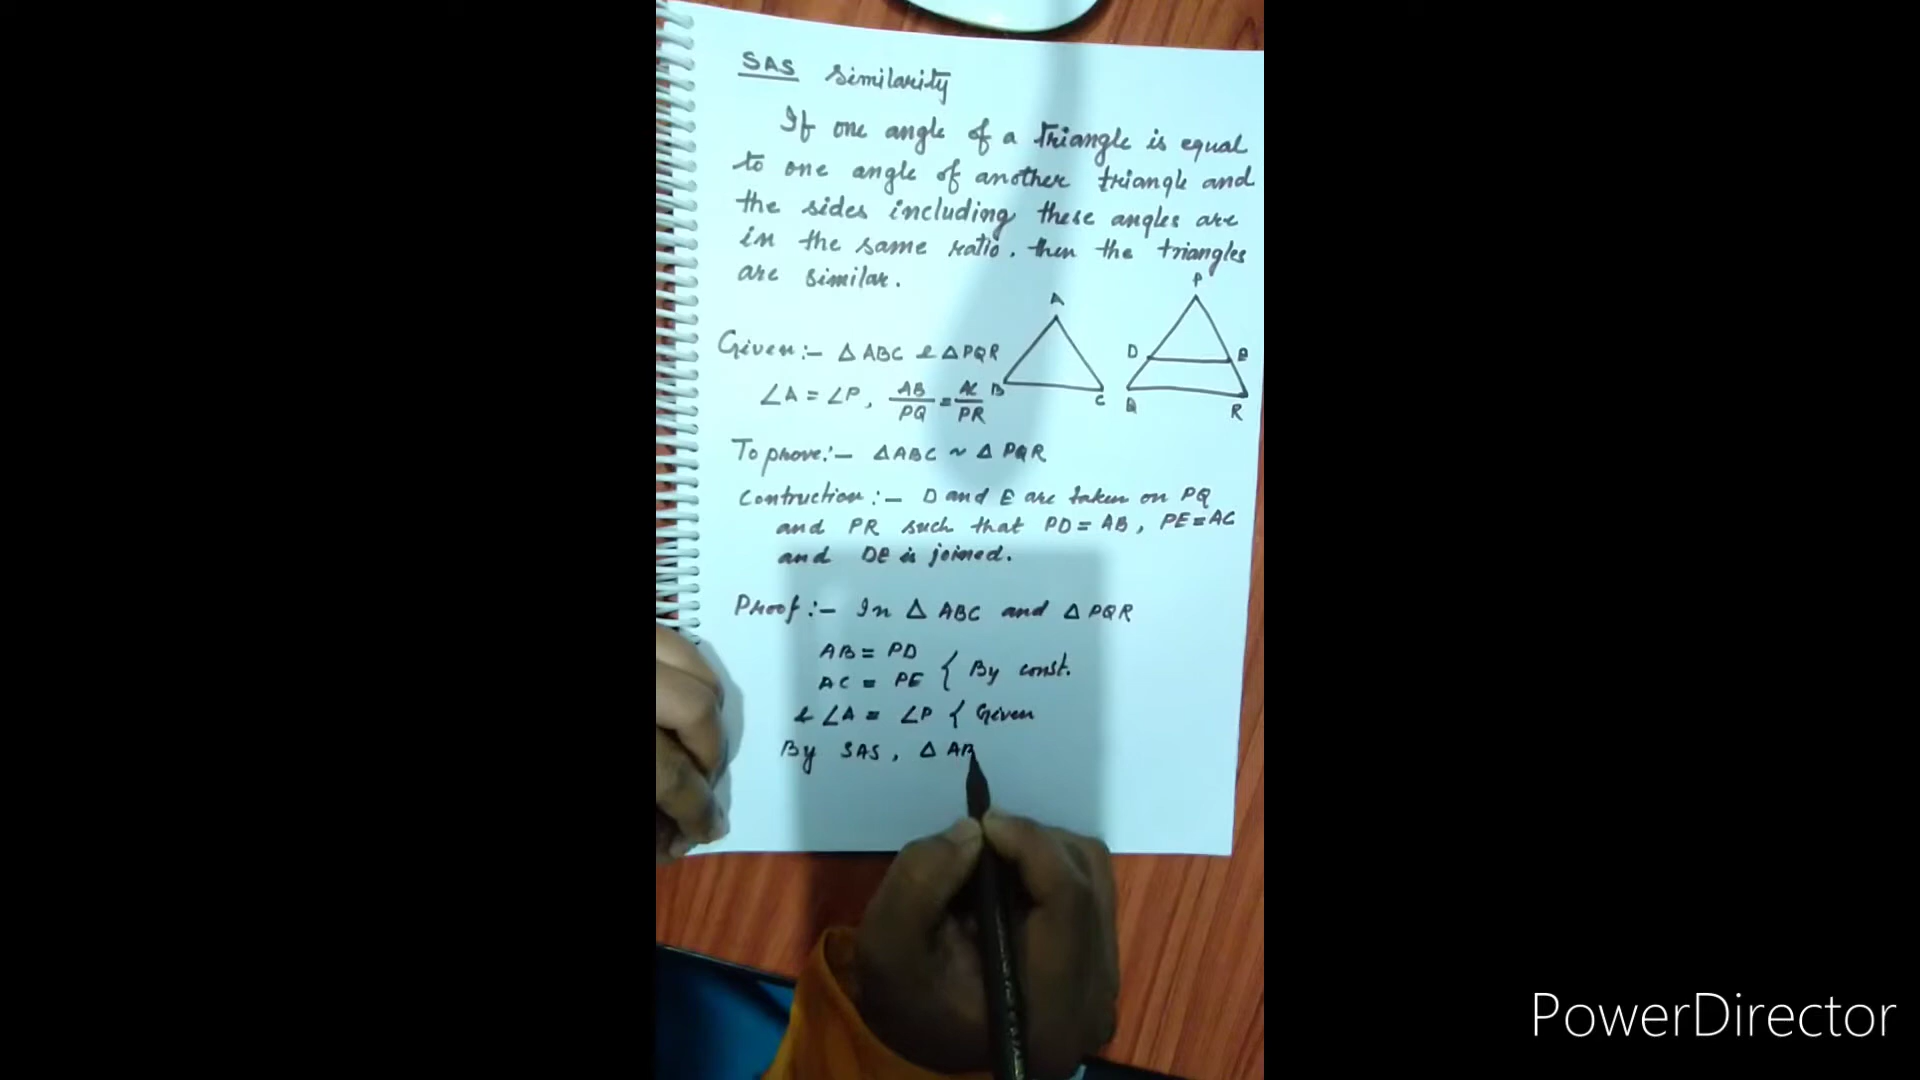 SAS Similarity
If one angle of a triangle is equal
to one angle of another triangle and
the sides including these angles are
in the same ratio. then the triangles
are similar.
A
P
D
E
Given:- △ ABC & △ PQR
B
C
Q
R
∠A = ∠P, AB/PQ = AC/PR
To prove:- △ABC ~ △ PQR
Contruction:- D and E are taken on PQ
and PR such that PD = AB, PE = AC
and DE is joined.
Proof:- In △ ABC and △ PQR
AB = PD
AC = PE { By const.
& ∠A = ∠P { Given
By SAS, △ AB
PowerDirector